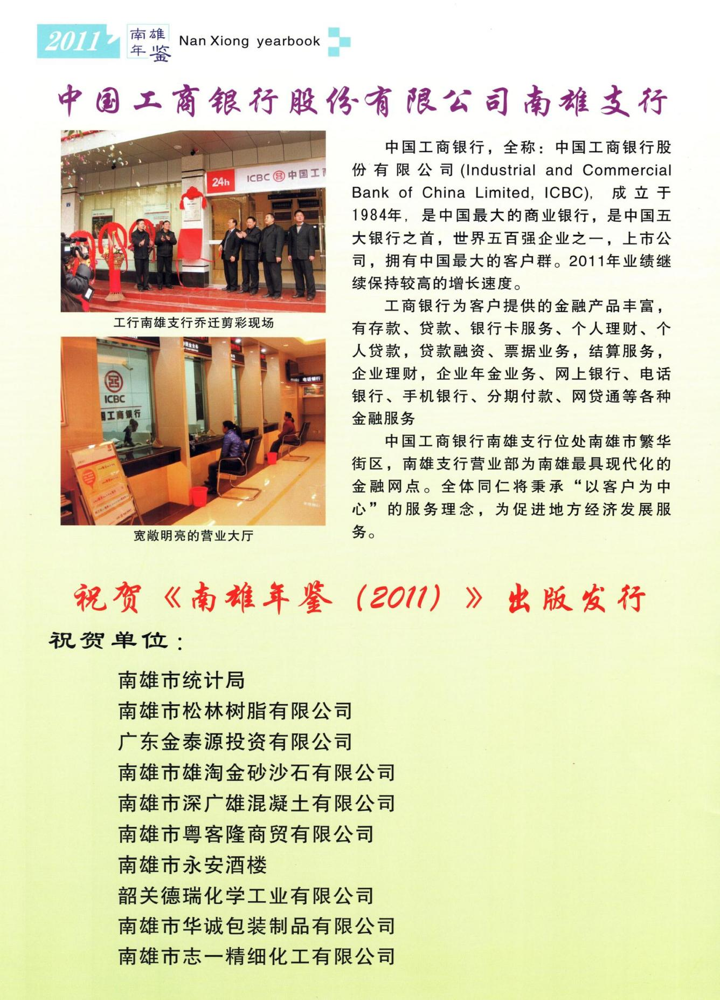 2011
南雄
年鉴
Nan Xiong yearbook
中国工商银行股份有限公司南雄支行
24h
ICBC 中国工商
工行南雄支行乔迁剪彩现场
现金业务
电话银行
ICBC
国工商银行
宽敞明亮的营业大厅
中国工商银行，全称：中国工商银行股
份有限公司(Industrial and Commercial
Bank of China Limited, ICBC)，成立于
1984年，是中国最大的商业银行，是中国五
大银行之首，世界五百强企业之一，上市公
司，拥有中国最大的客户群。2011年业绩继
续保持较高的增长速度。
工商银行为客户提供的金融产品丰富，
有存款、贷款、银行卡服务、个人理财、个
人贷款，贷款融资、票据业务，结算服务，
企业理财，企业年金业务、网上银行、电话
银行、手机银行、分期付款、网贷通等各种
金融服务
中国工商银行南雄支行位处南雄市繁华
街区，南雄支行营业部为南雄最具现代化的
金融网点。全体同仁将秉承“以客户为中
心”的服务理念，为促进地方经济发展服
务。
祝贺《南雄年鉴（2011）》出版发行
祝贺单位：
南雄市统计局
南雄市松林树脂有限公司
广东金泰源投资有限公司
南雄市雄淘金砂沙石有限公司
南雄市深广雄混凝土有限公司
南雄市粤客隆商贸有限公司
南雄市永安酒楼
韶关德瑞化学工业有限公司
南雄市华诚包装制品有限公司
南雄市志一精细化工有限公司